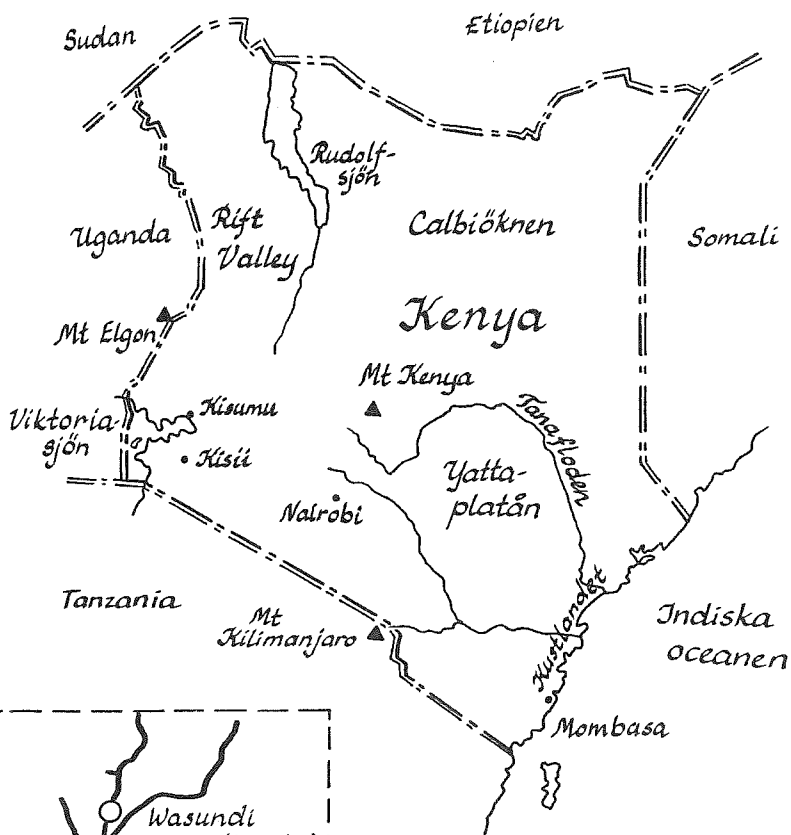 Sudan
Etiopien
Rudolf-
sjön
Uganda
Rift
Valley
Calbiöknen
Somali
Mt Elgon
Kenya
Mt Kenya
Viktoria-
sjön
Kisumu
Kisii
Tanafloden
Yatta-
platån
Nalrobi
Tanzania
Mt
Kilimanjaro
Kustlandet
Indiska
oceanen
Mombasa
Wasundi